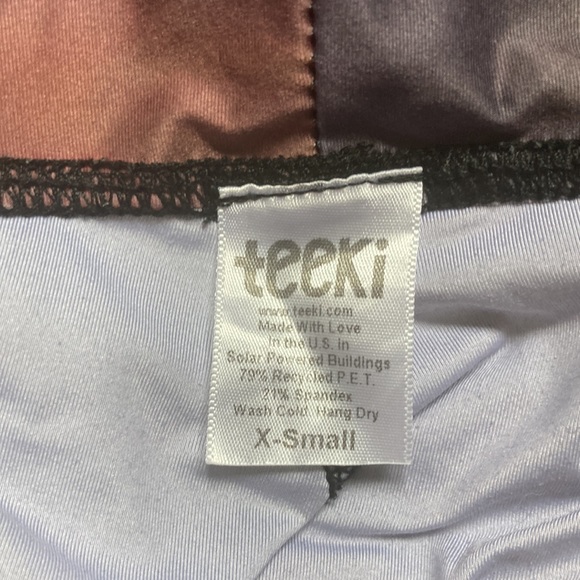 teeki
www.teeki.com
Made With Love
In the U.S. in
Solar Powered Buildings
79% Recycled P.E.T.
21% Spandex
Wash Cold Hang Dry
X-Small